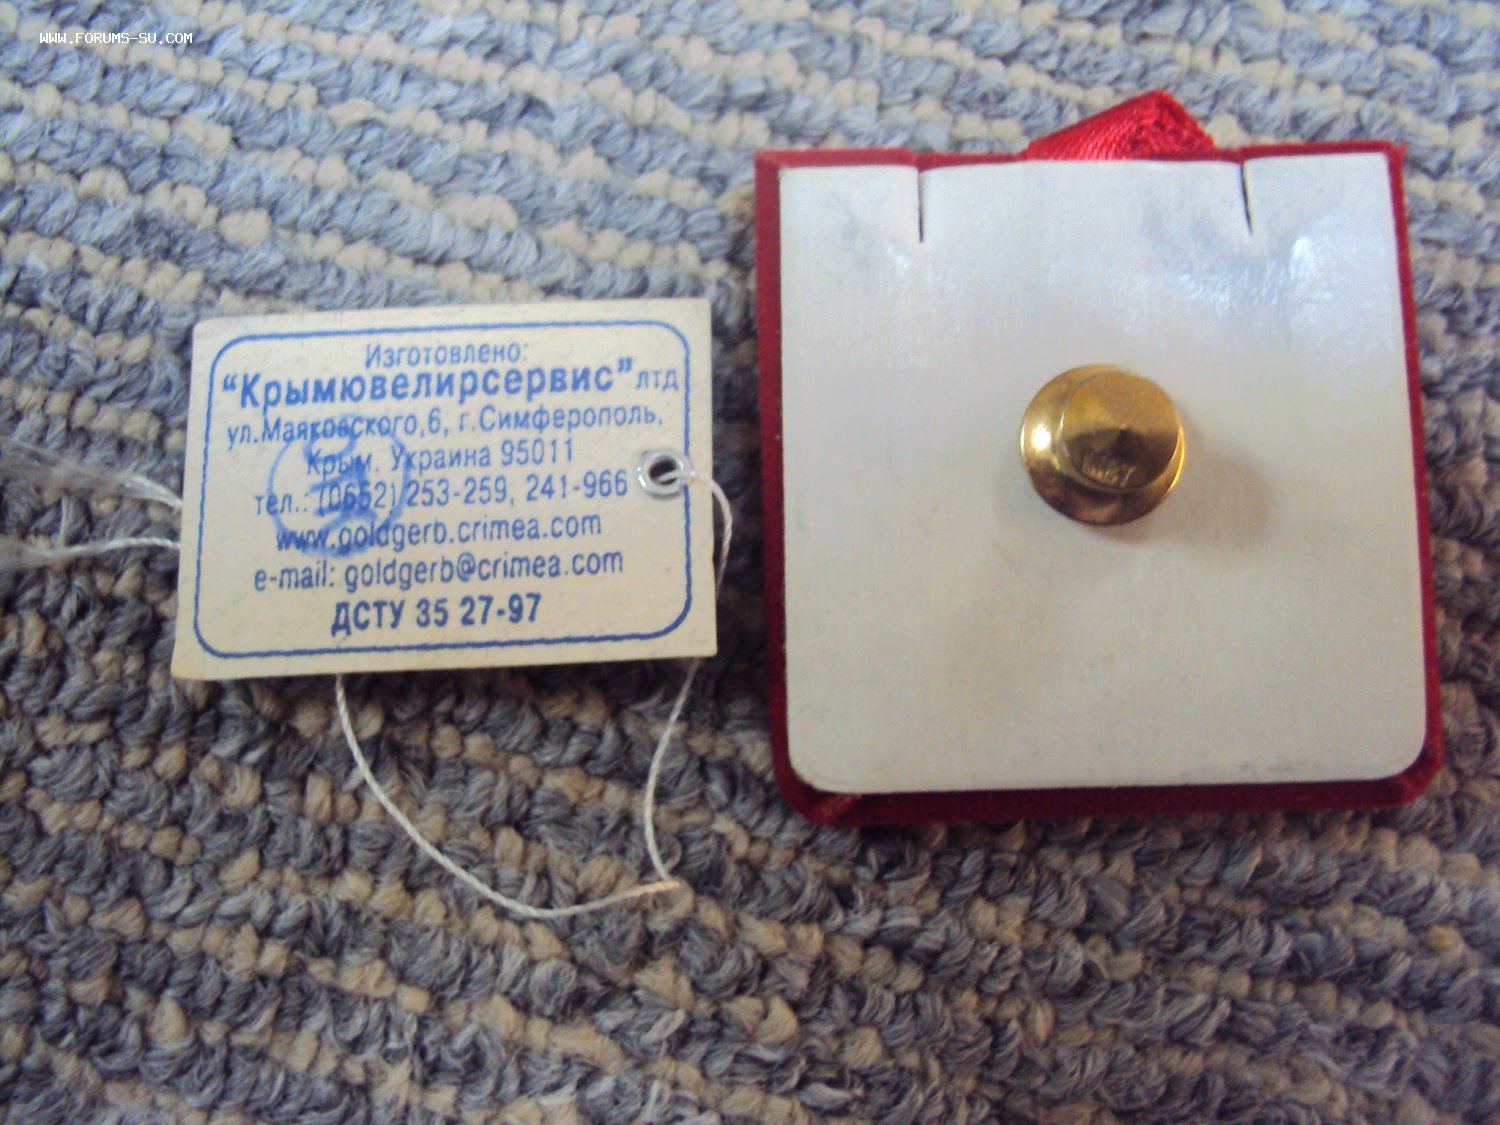 WWW.FORUMS-SU.COM
Изготовлено:
“Крымювелирсервис” лтд
ул.Маяковского,6, г.Симферополь,
Крым. Украина 95011
тел.: (0652) 253-259, 241-966
www.goldgerb.crimea.com
e-mail: goldgerb@crimea.com
ДСТУ 35 27-97